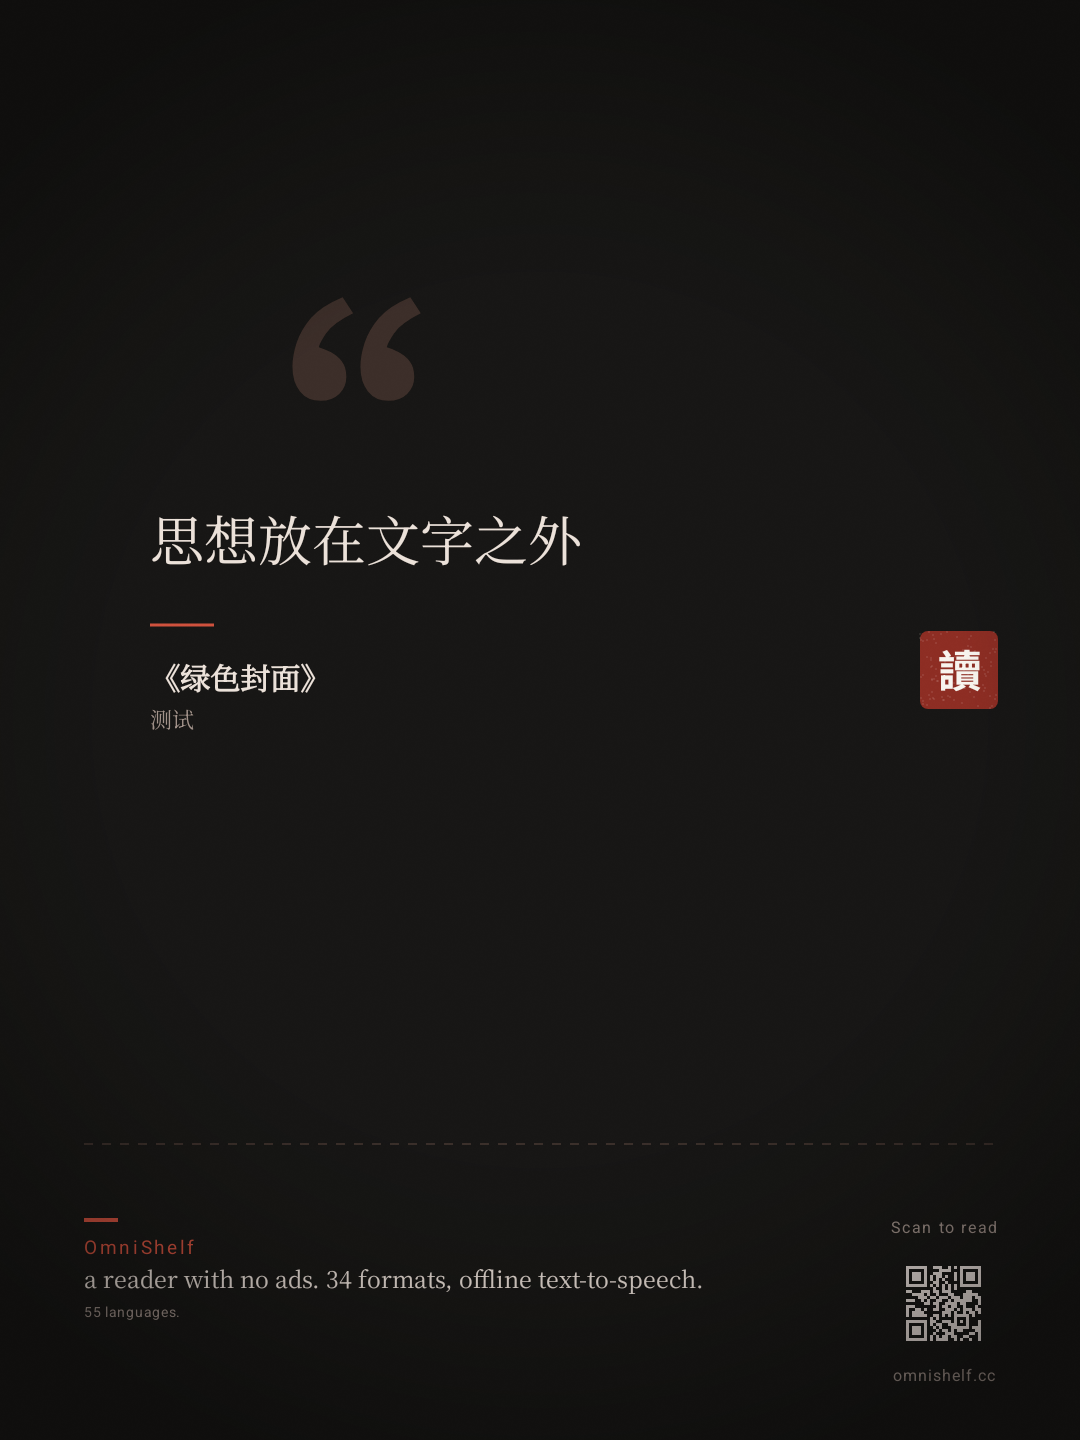 “
思想放在文字之外
《绿色封面》
测试
讀
OmniShelf
a reader with no ads. 34 formats, offline text-to-speech.
55 languages.
Scan to read
omnishelf.cc